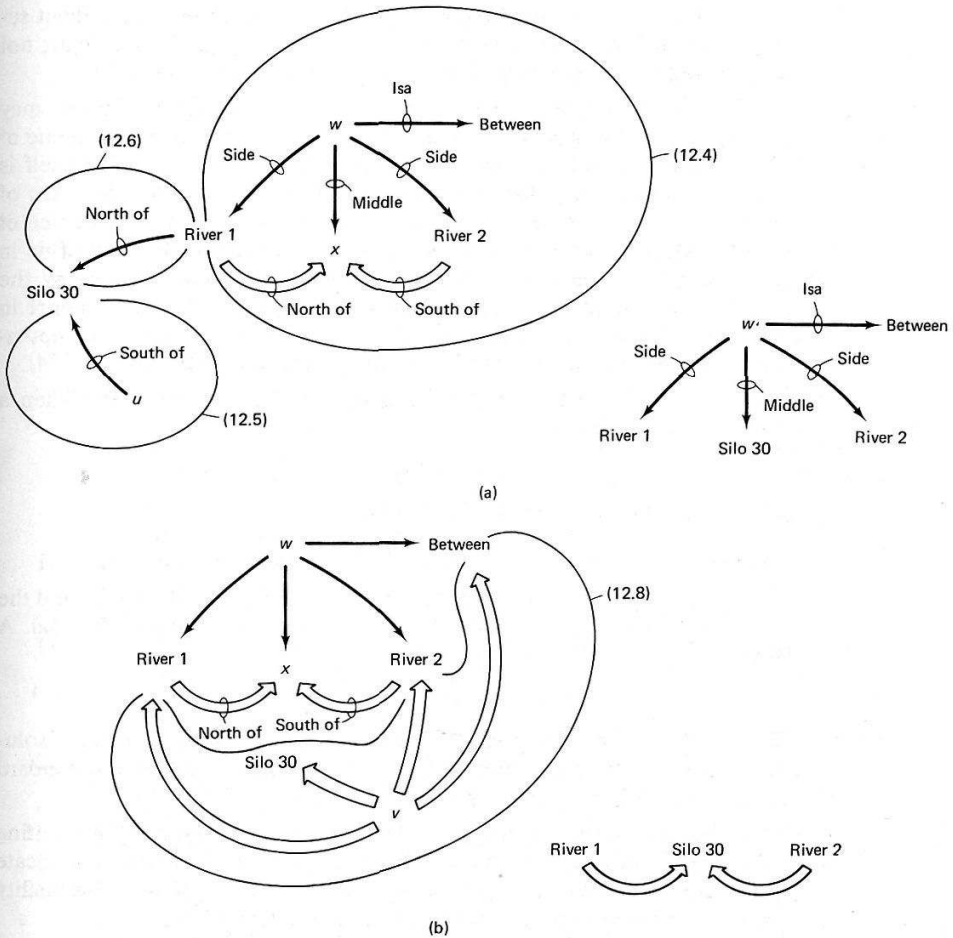 Isa
w
Between
(12.6)
Side
Side
(12.4)
North of
Middle
River 1
x
River 2
Silo 30
North of
South of
South of
u
(12.5)
Isa
w
Between
Side
Side
Middle
River 1
Silo 30
River 2
(a)
w
Between
(12.8)
River 1
x
River 2
North of
South of
Silo 30
v
River 1
Silo 30
River 2
(b)